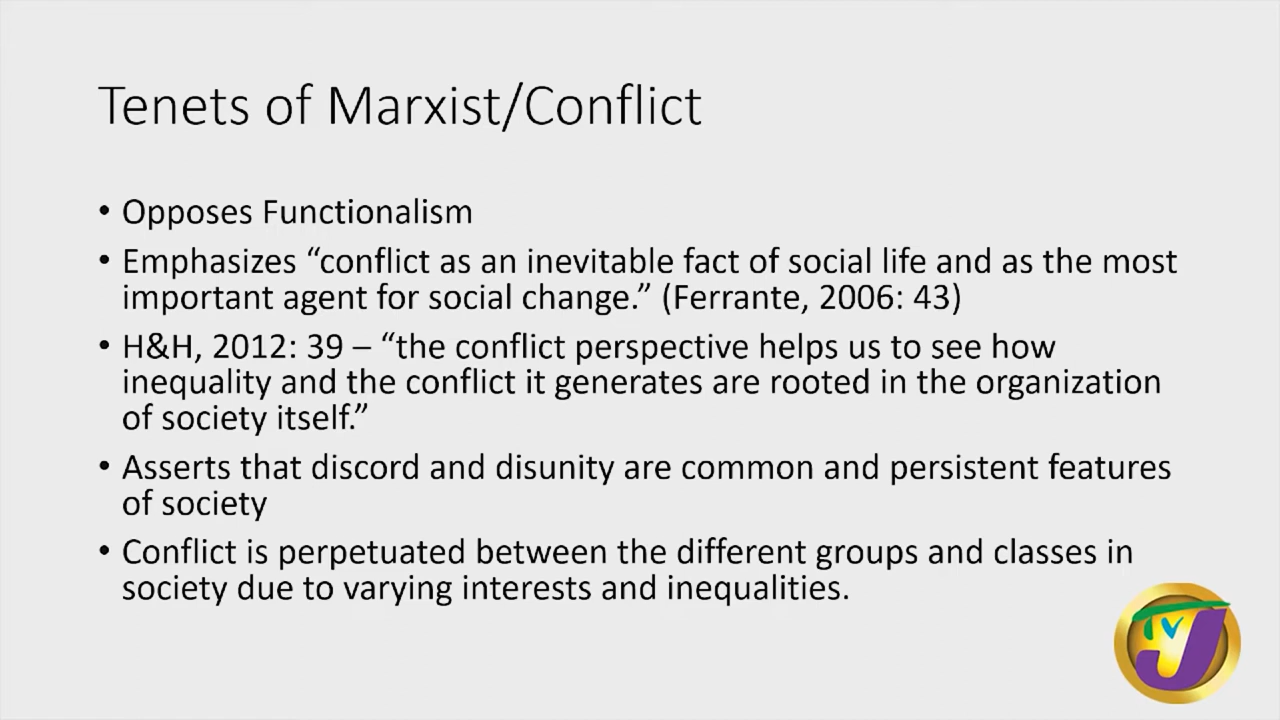 Tenets of Marxist/Conflict
• Opposes Functionalism
• Emphasizes “conflict as an inevitable fact of social life and as the most
important agent for social change.” (Ferrante, 2006: 43)
• H&H, 2012: 39 – “the conflict perspective helps us to see how
inequality and the conflict it generates are rooted in the organization
of society itself.”
• Asserts that discord and disunity are common and persistent features
of society
• Conflict is perpetuated between the different groups and classes in
society due to varying interests and inequalities.
TVJ